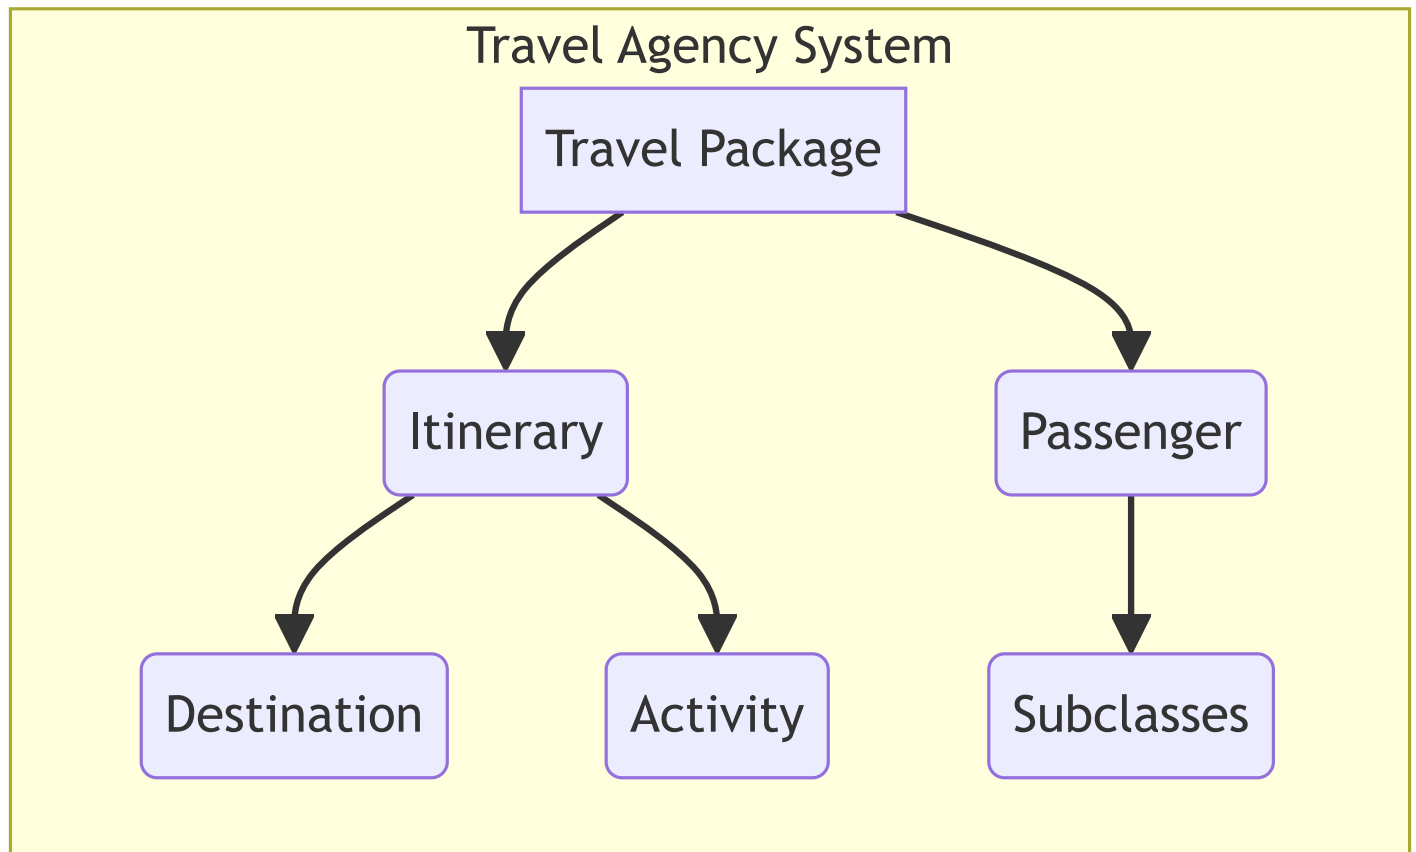 Travel Agency System
Travel Package
Itinerary
Passenger
Destination
Activity
Subclasses